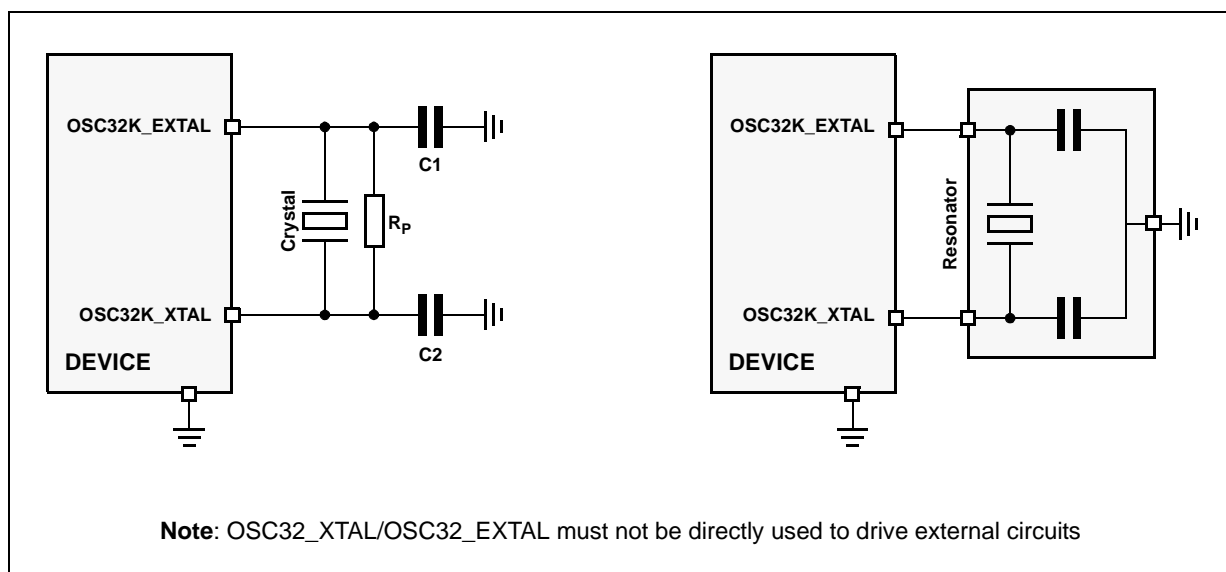 OSC32K_EXTAL
Crystal
RP
C1
OSC32K_XTAL
C2
DEVICE
OSC32K_EXTAL
Resonator
OSC32K_XTAL
DEVICE
Note: OSC32_XTAL/OSC32_EXTAL must not be directly used to drive external circuits